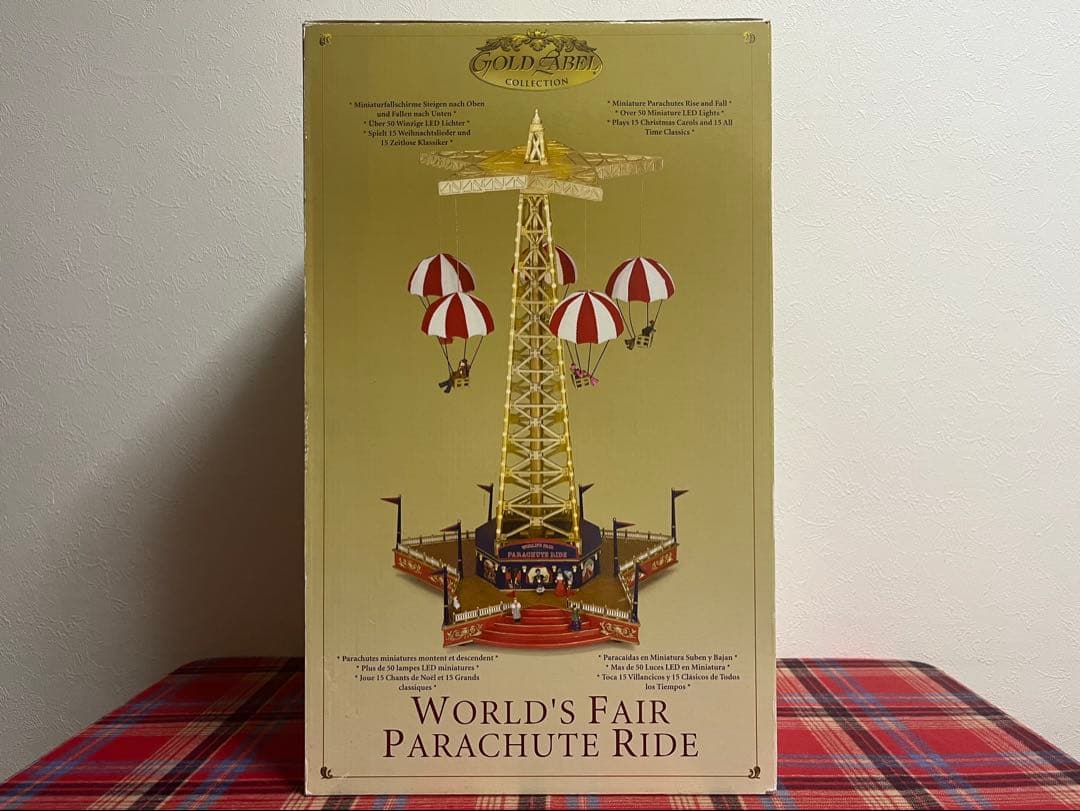 GOLD LABEL
COLLECTION
* Miniaturfallschirme Steigen nach Oben
und Fallen nach Unten *
* Über 50 Winzige LED Lichter *
* Spielt 15 Weihnachtslieder und
15 Zeitlose Klassiker *
* Miniature Parachutes Rise and Fall *
* Over 50 Miniature LED Lights *
* Plays 15 Christmas Carols and 15 All
Time Classics *
WORLD'S FAIR
PARACHUTE RIDE
* Parachutes miniatures montent et descendent *
* Plus de 50 lampes LED miniatures *
* Jour 15 Chants de Noël et 15 Grands
classiques *
* Paracaídas en Miniatura Suben y Bajan *
* Mas de 50 Luces LED en Miniatura *
* Toca 15 Villancicos y 15 Clásicos de Todos
los Tiempos *
WORLD'S FAIR
PARACHUTE RIDE